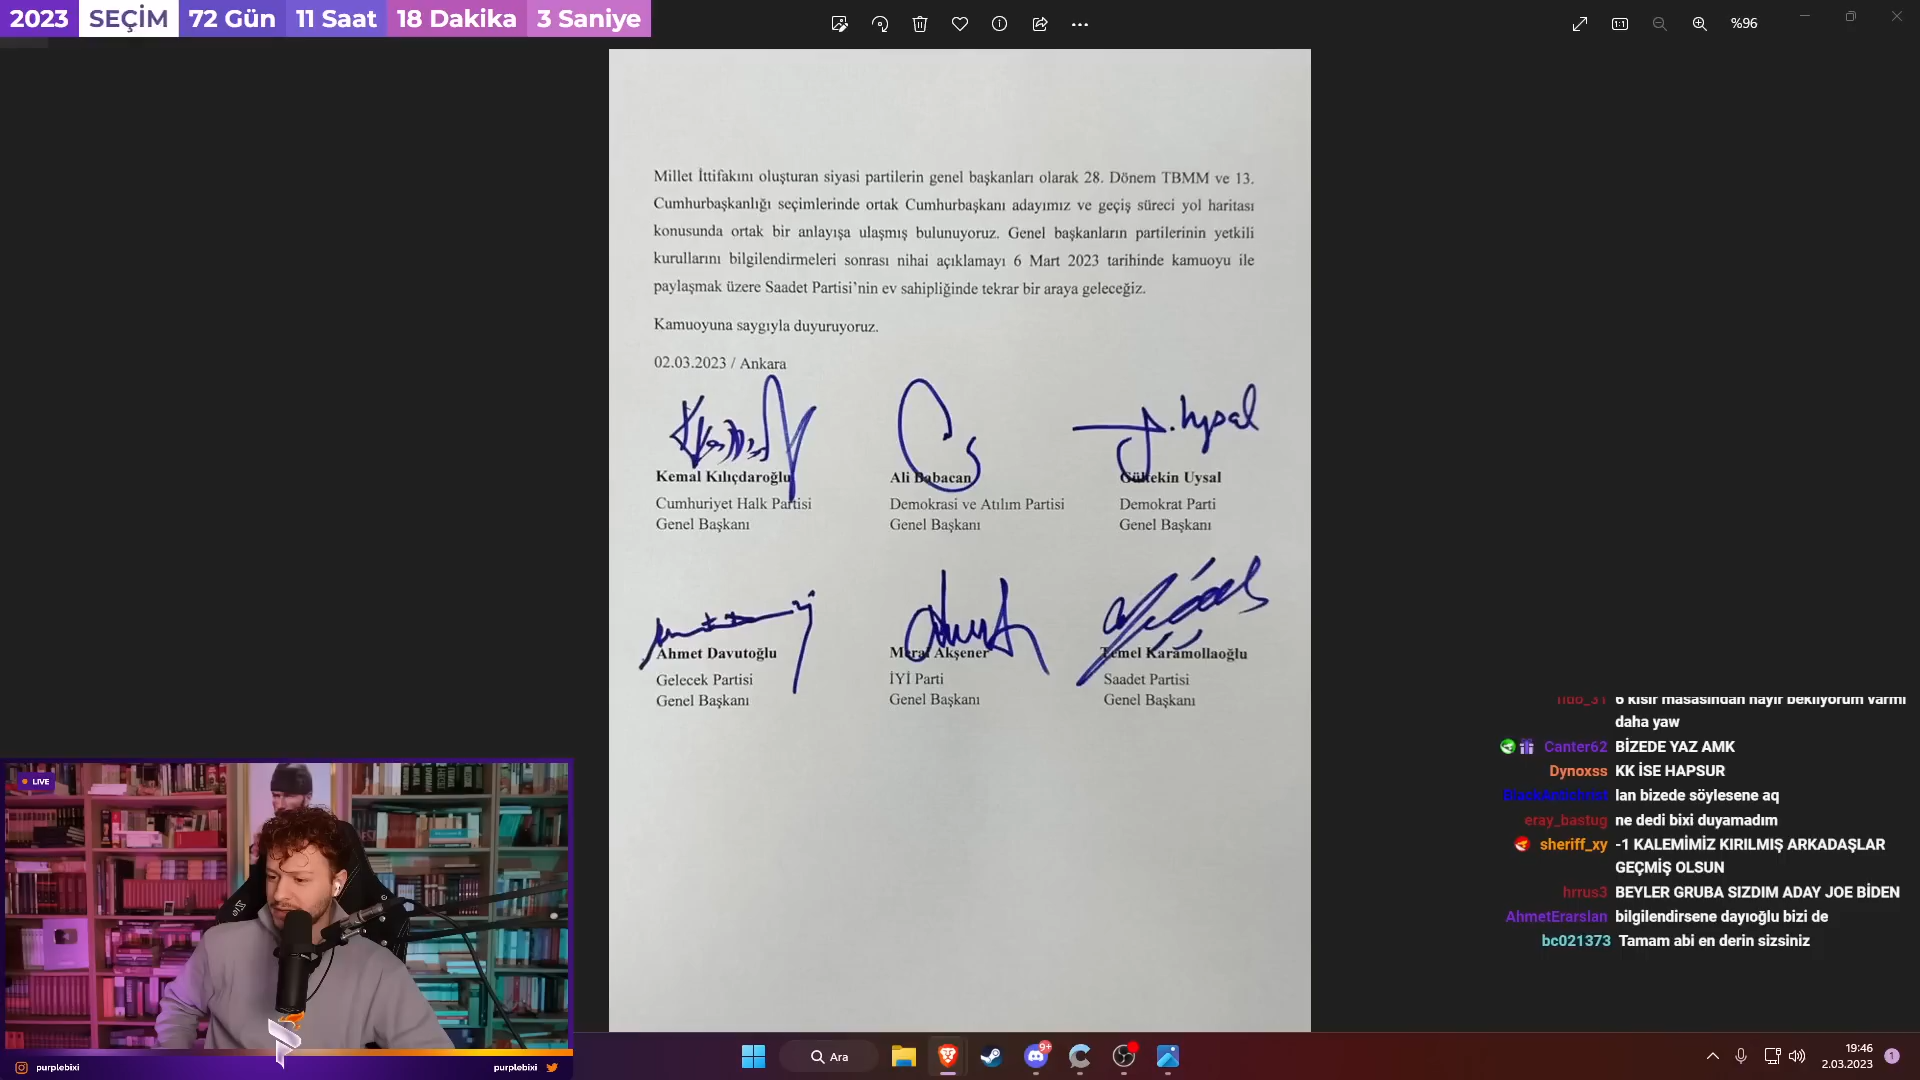 2023 SEÇİM 72 Gün 11 Saat 18 Dakika 3 Saniye
%96
Millet İttifakını oluşturan siyasi partilerin genel başkanları olarak 28. Dönem TBMM ve 13.
Cumhurbaşkanlığı seçimlerinde ortak Cumhurbaşkanı adayımız ve geçiş süreci yol haritası
konusunda ortak bir anlayışa ulaşmış bulunuyoruz. Genel başkanların partilerinin yetkili
kurullarını bilgilendirmeleri sonrası nihai açıklamayı 6 Mart 2023 tarihinde kamuoyu ile
paylaşmak üzere Saadet Partisi’nin ev sahipliğinde tekrar bir araya geleceğiz.
Kamuoyuna saygıyla duyuruyoruz.
02.03.2023 / Ankara
Kemal Kılıçdaroğlu
Cumhuriyet Halk Partisi
Genel Başkanı
Ali Babacan
Demokrasi ve Atılım Partisi
Genel Başkanı
Gültekin Uysal
Demokrat Parti
Genel Başkanı
Ahmet Davutoğlu
Gelecek Partisi
Genel Başkanı
Meral Akşener
İYİ Parti
Genel Başkanı
Temel Karamollaoğlu
Saadet Partisi
Genel Başkanı
6 kısır masasından hayır bekliyorum varmı
daha yaw
Canter62 BİZEDE YAZ AMK
Dynoxss KK İSE HAPSUR
lan bizede söylesene aq
eray_bastug ne dedi bixi duyamadım
sheriff_xy -1 KALEMİMİZ KIRILMIŞ ARKADAŞLAR
GEÇMİŞ OLSUN
hrrus3 BEYLER GRUBA SIZDIM ADAY JOE BİDEN
AhmetErarslan bilgilendirsene dayıoğlu bizi de
bc021373 Tamam abi en derin sizsiniz
LIVE
purplebixi
purplebixi
Ara
9+
19:46
2.03.2023
1